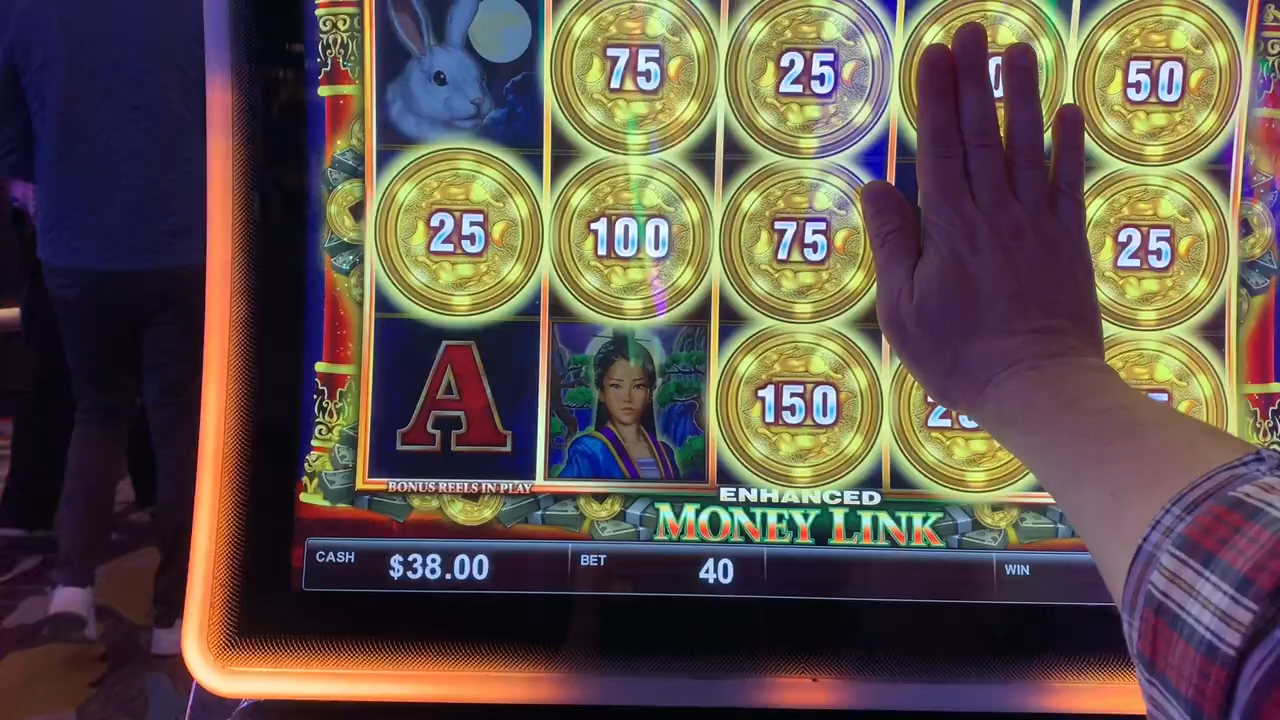 75 25 0 50
25 100 75 25
A 150
BONUS REELS IN PLAY
ENHANCED
MONEY LINK
CASH $38.00 BET 40 WIN